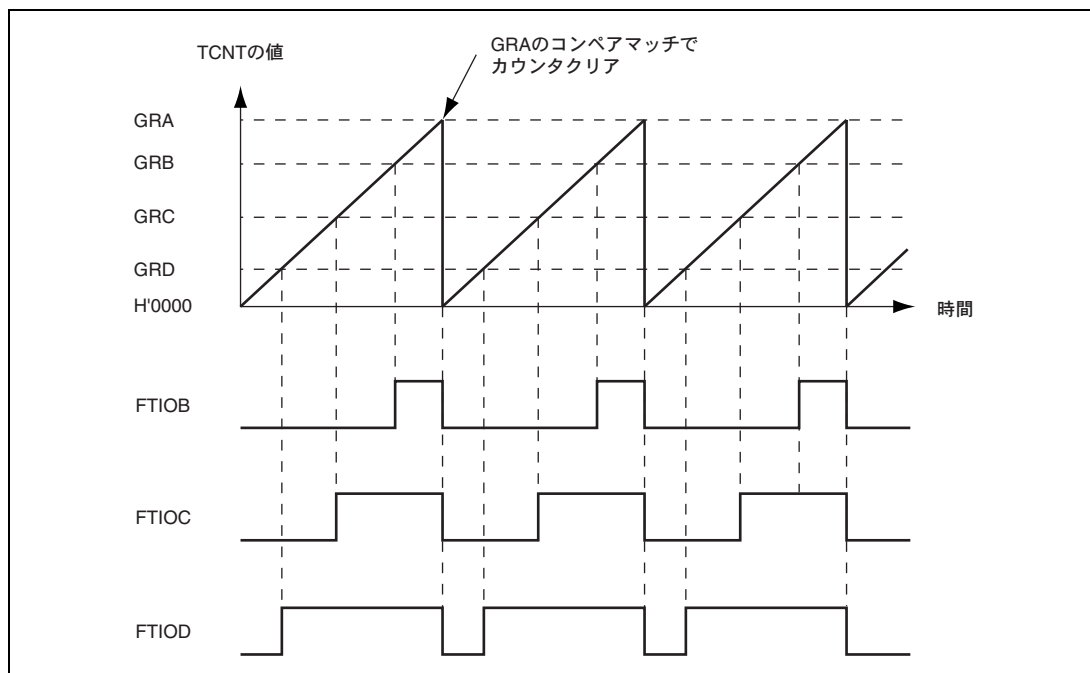 TCNTの値
GRAのコンペアマッチで
カウンタクリア
GRA
GRB
GRC
GRD
H'0000
時間
FTIOB
FTIOC
FTIOD